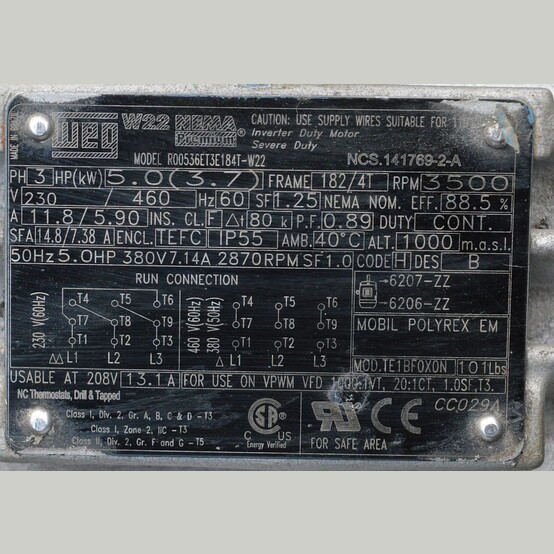 MADE IN
WEG W22 NEMA Premium
CAUTION: USE SUPPLY WIRES SUITABLE FOR
Inverter Duty Motor
Severe Duty
MODEL R00536ET3E184T-W22 NCS.141769-2-A
PH 3 HP(kW) 5.0(3.7) FRAME 182/4T RPM 3500
V 230 / 460 Hz 60 SF 1.25 NEMA NOM. EFF. 88.5 %
A 11.8/5.90 INS. CL. F Δt 80 k P.F. 0.89 DUTY CONT.
SFA 14.8/7.38 A ENCL. TEFC IP55 AMB. 40°C ALT. 1000 m.a.s.l.
50Hz 5.0HP 380V 7.14A 2870RPM SF1.0 CODE H DES B
RUN CONNECTION
230 V(60Hz)
T4 T5 T6
T7 T8 T9
T1 T2 T3
ΔΔ L1 L2 L3
460 V(60Hz)
380 V(50Hz)
T4 T5 T6
T7 T8 T9
T1 T2 T3
Δ L1 L2 L3
6207-ZZ
6206-ZZ
MOBIL POLYREX EM
MOD.TE1BF0X0N 101Lbs
USABLE AT 208V 13.1 A FOR USE ON VPWM VFD 1000:1VT, 20:1CT, 1.0SF,T3.
NC Thermostats, Drill & Tapped
Class I, Div. 2, Gr. A, B, C & D -T3
Class I, Zone 2, IIC -T3
Class II, Div. 2, Gr. F and G -T5
C US
Energy Verified
UR CE
FOR SAFE AREA
CC029A